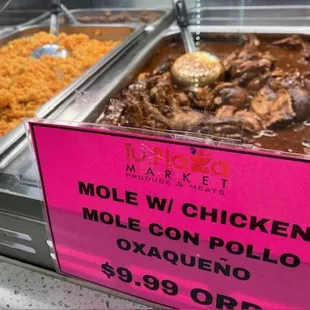 MARKET
PRODUCE & MEATS
MOLE W/ CHICKEN
MOLE CON POLLO
OXAQUEÑO
$9.99 ORD